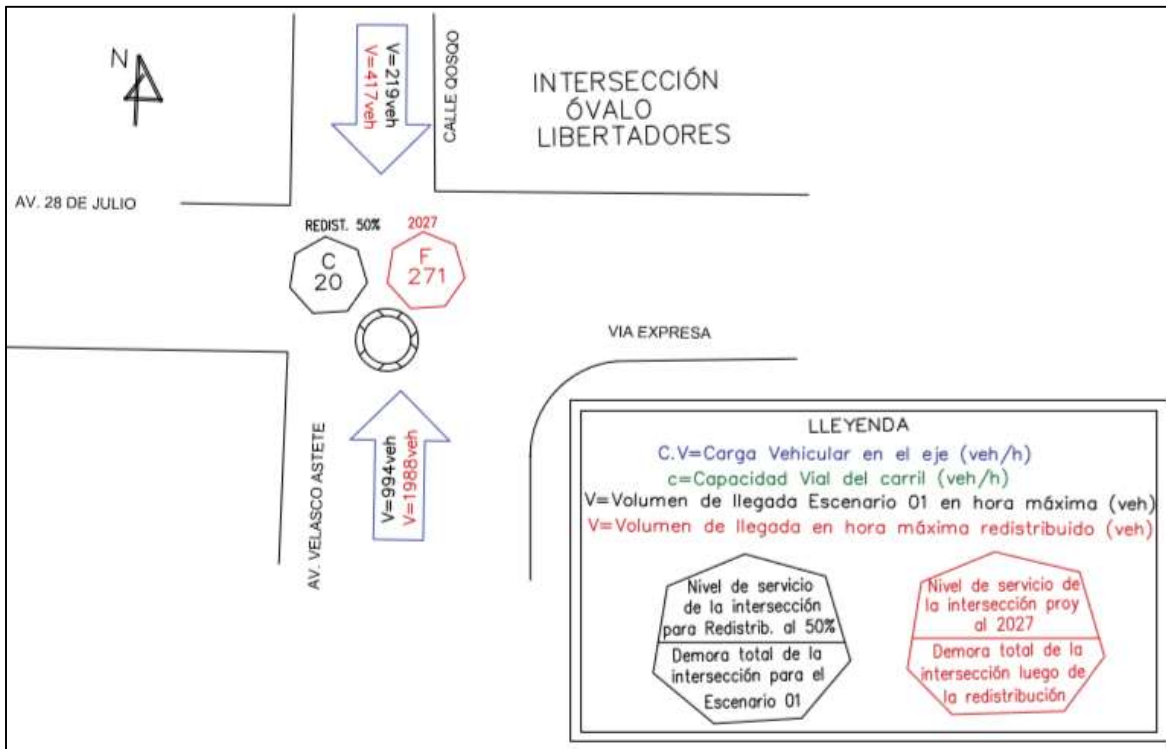 N
V=219veh
V=417veh
CALLE QOSQO
INTERSECCIÓN
ÓVALO
LIBERTADORES
AV. 28 DE JULIO
REDIST. 50%
2027
C
20
F
271
VIA EXPRESA
AV. VELASCO ASTETE
V=994veh
V=1988veh
LLEYENDA
C.V=Carga Vehicular en el eje (veh/h)
c=Capacidad Vial del carril (veh/h)
V=Volumen de llegada Escenario 01 en hora máxima (veh)
V=Volumen de llegada en hora máxima redistribuido (veh)
Nivel de servicio
de la intersección
para Redistrib. al 50%
Demora total de la
intersección para el
Escenario 01
Nivel de servicio de
la intersección proy
al 2027
Demora total de la
intersección luego de
la redistribución